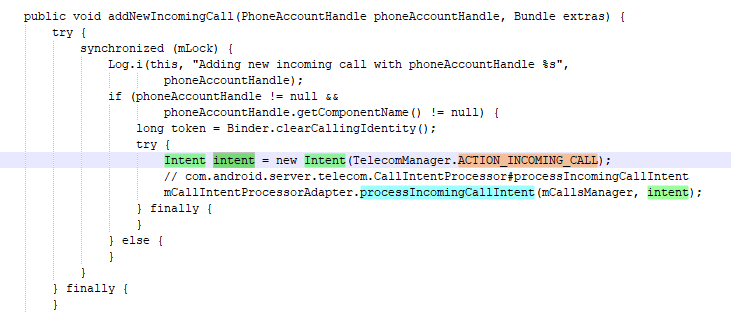 public void addNewIncomingCall(PhoneAccountHandle phoneAccountHandle, Bundle extras) {
    try {
        synchronized (mLock) {
            Log.i(this, "Adding new incoming call with phoneAccountHandle %s",
                    phoneAccountHandle);
            if (phoneAccountHandle != null &&
                    phoneAccountHandle.getComponentName() != null) {
                long token = Binder.clearCallingIdentity();
                try {
                    Intent intent = new Intent(TelecomManager.ACTION_INCOMING_CALL);
                    // com.android.server.telecom.CallIntentProcessor#processIncomingCallIntent
                    mCallIntentProcessorAdapter.processIncomingCallIntent(mCallsManager, intent);
                } finally {
                }
            } else {
            }
        }
    } finally {
    }